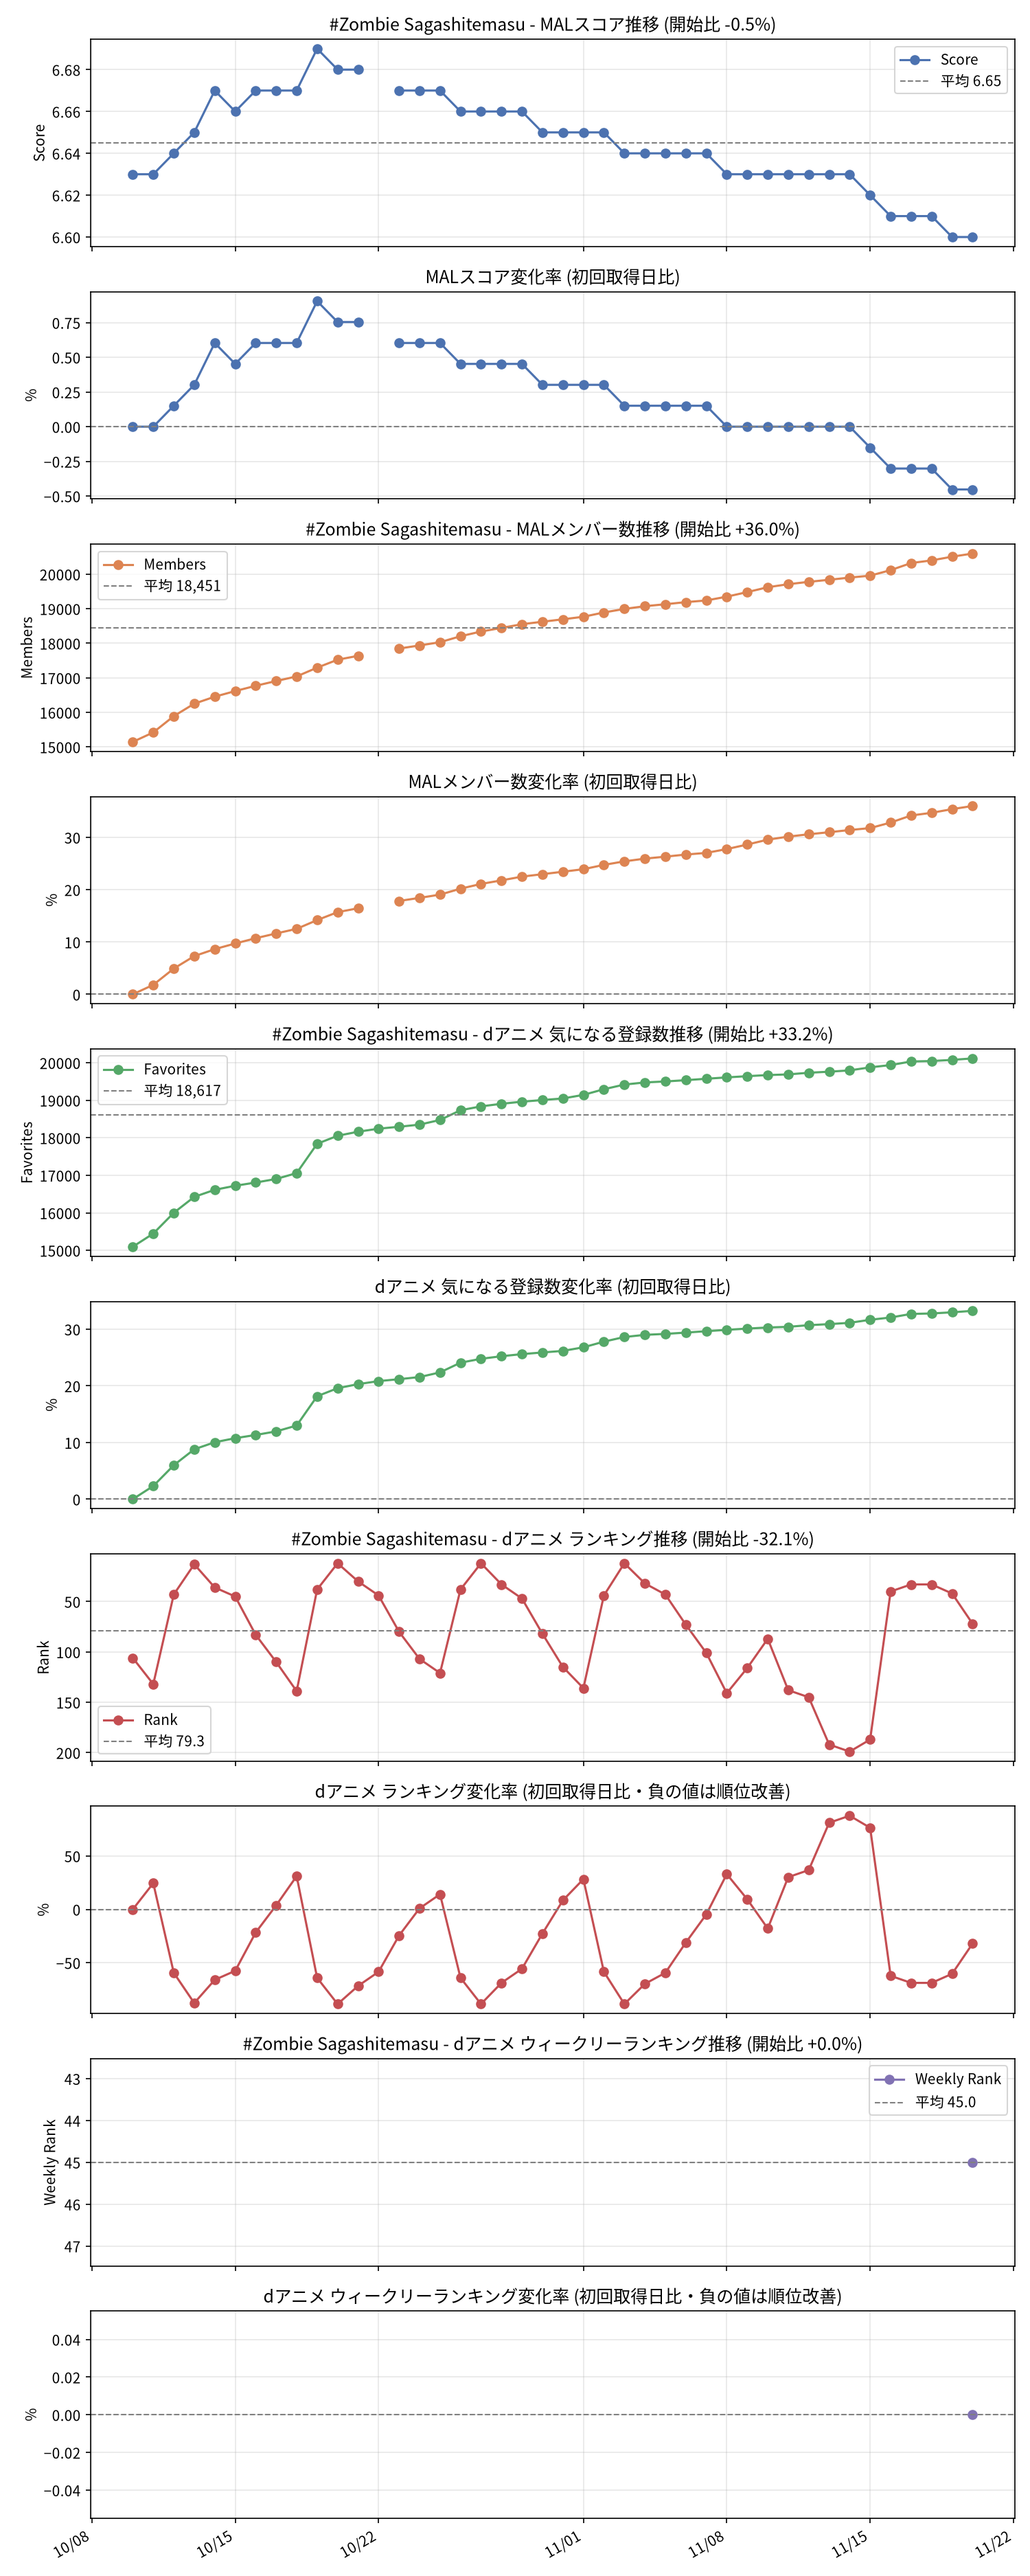 #Zombie Sagashitemasu - MALスコア推移 (開始比 -0.5%)
Score
6.68
6.66
6.64
6.62
6.60
Score
平均 6.65
MALスコア変化率 (初回取得日比)
%
0.75
0.50
0.25
0.00
−0.25
−0.50
#Zombie Sagashitemasu - MALメンバー数推移 (開始比 +36.0%)
Members
20000
19000
18000
17000
16000
15000
Members
平均 18,451
MALメンバー数変化率 (初回取得日比)
%
30
20
10
0
#Zombie Sagashitemasu - dアニメ 気になる登録数推移 (開始比 +33.2%)
Favorites
20000
19000
18000
17000
16000
15000
Favorites
平均 18,617
dアニメ 気になる登録数変化率 (初回取得日比)
%
30
20
10
0
#Zombie Sagashitemasu - dアニメ ランキング推移 (開始比 -32.1%)
Rank
50
100
150
200
Rank
平均 79.3
dアニメ ランキング変化率 (初回取得日比・負の値は順位改善)
%
50
0
−50
#Zombie Sagashitemasu - dアニメ ウィークリーランキング推移 (開始比 +0.0%)
Weekly Rank
43
44
45
46
47
Weekly Rank
平均 45.0
dアニメ ウィークリーランキング変化率 (初回取得日比・負の値は順位改善)
%
0.04
0.02
0.00
−0.02
−0.04
10/08
10/15
10/22
11/01
11/08
11/15
11/22